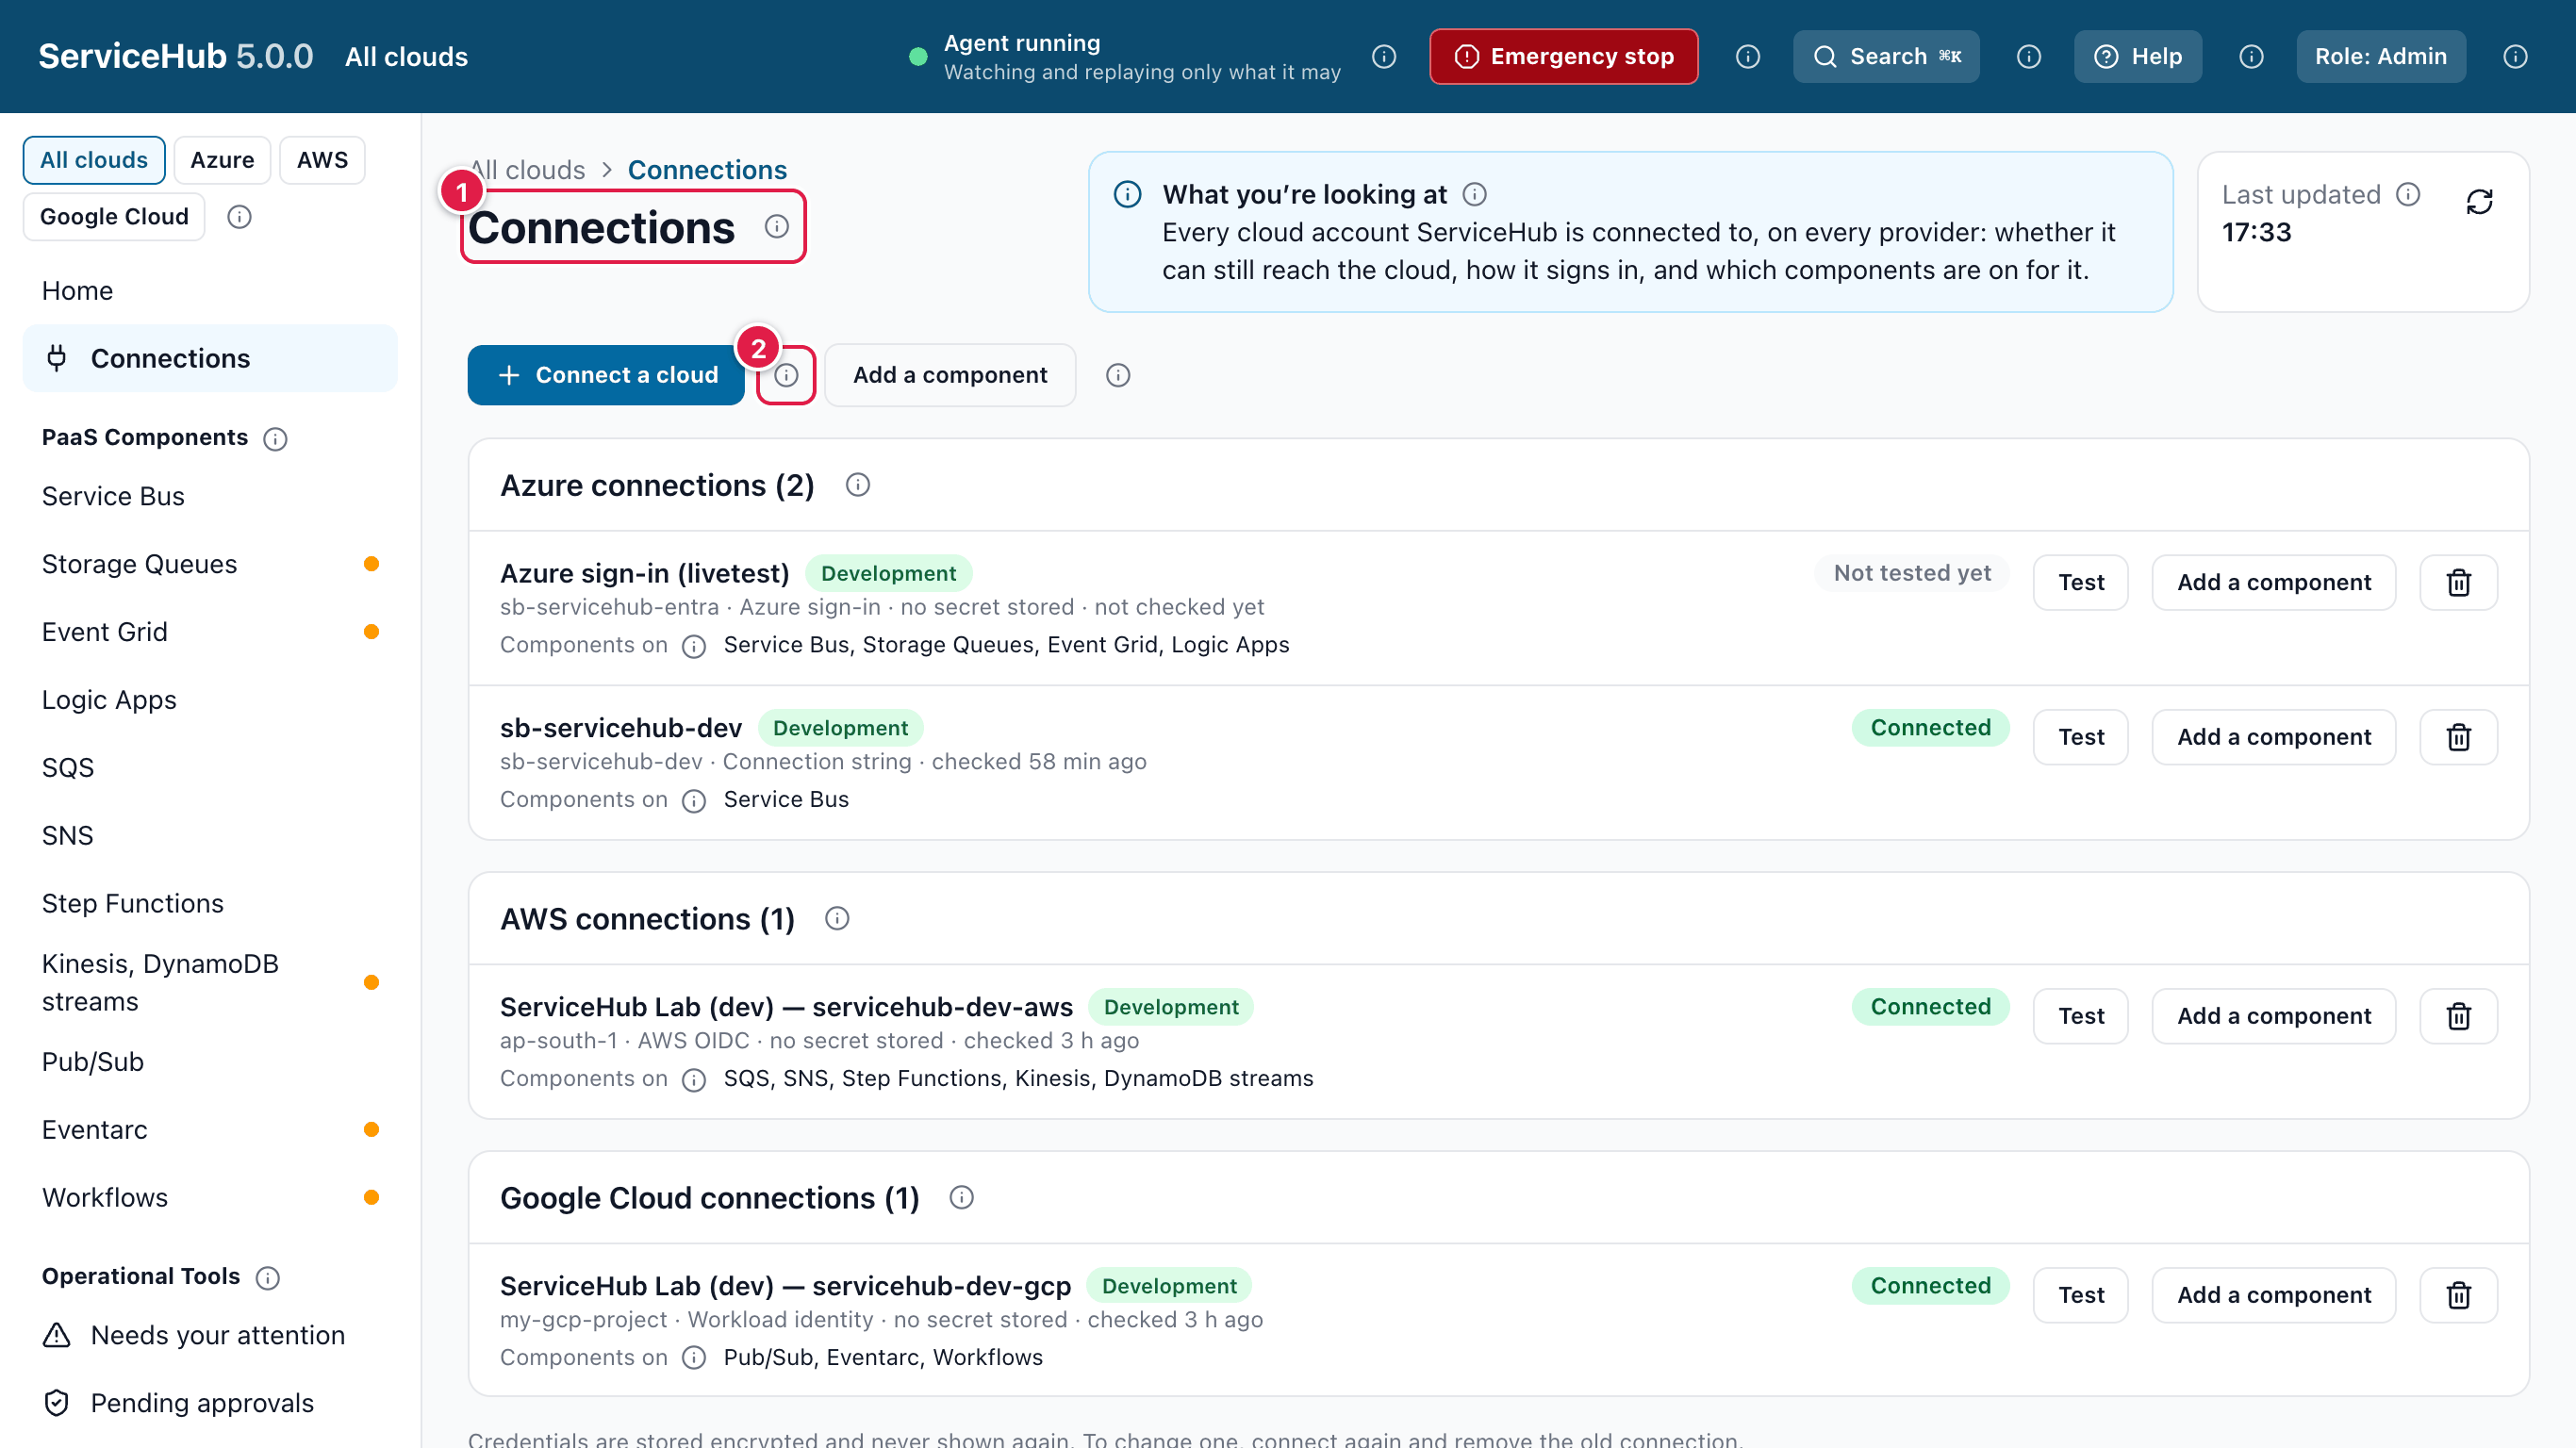 ServiceHub 5.0.0 All clouds
Agent running
Watching and replaying only what it may
Emergency stop
Search ⌘K
Help
Role: Admin
All clouds
Azure
AWS
Google Cloud
Home
Connections
PaaS Components
Service Bus
Storage Queues
Event Grid
Logic Apps
SQS
SNS
Step Functions
Kinesis, DynamoDB
streams
Pub/Sub
Eventarc
Workflows
Operational Tools
Needs your attention
Pending approvals
All clouds > Connections
1
Connections
What you’re looking at
Every cloud account ServiceHub is connected to, on every provider: whether it
can still reach the cloud, how it signs in, and which components are on for it.
Last updated
17:33
+ Connect a cloud
2
Add a component
Azure connections (2)
Azure sign-in (livetest) Development
sb-servicehub-entra · Azure sign-in · no secret stored · not checked yet
Components on Service Bus, Storage Queues, Event Grid, Logic Apps
Not tested yet
Test
Add a component
sb-servicehub-dev Development
sb-servicehub-dev · Connection string · checked 58 min ago
Components on Service Bus
Connected
Test
Add a component
AWS connections (1)
ServiceHub Lab (dev) — servicehub-dev-aws Development
ap-south-1 · AWS OIDC · no secret stored · checked 3 h ago
Components on SQS, SNS, Step Functions, Kinesis, DynamoDB streams
Connected
Test
Add a component
Google Cloud connections (1)
ServiceHub Lab (dev) — servicehub-dev-gcp Development
my-gcp-project · Workload identity · no secret stored · checked 3 h ago
Components on Pub/Sub, Eventarc, Workflows
Connected
Test
Add a component
Credentials are stored encrypted and never shown again. To change one, connect again and remove the old connection.